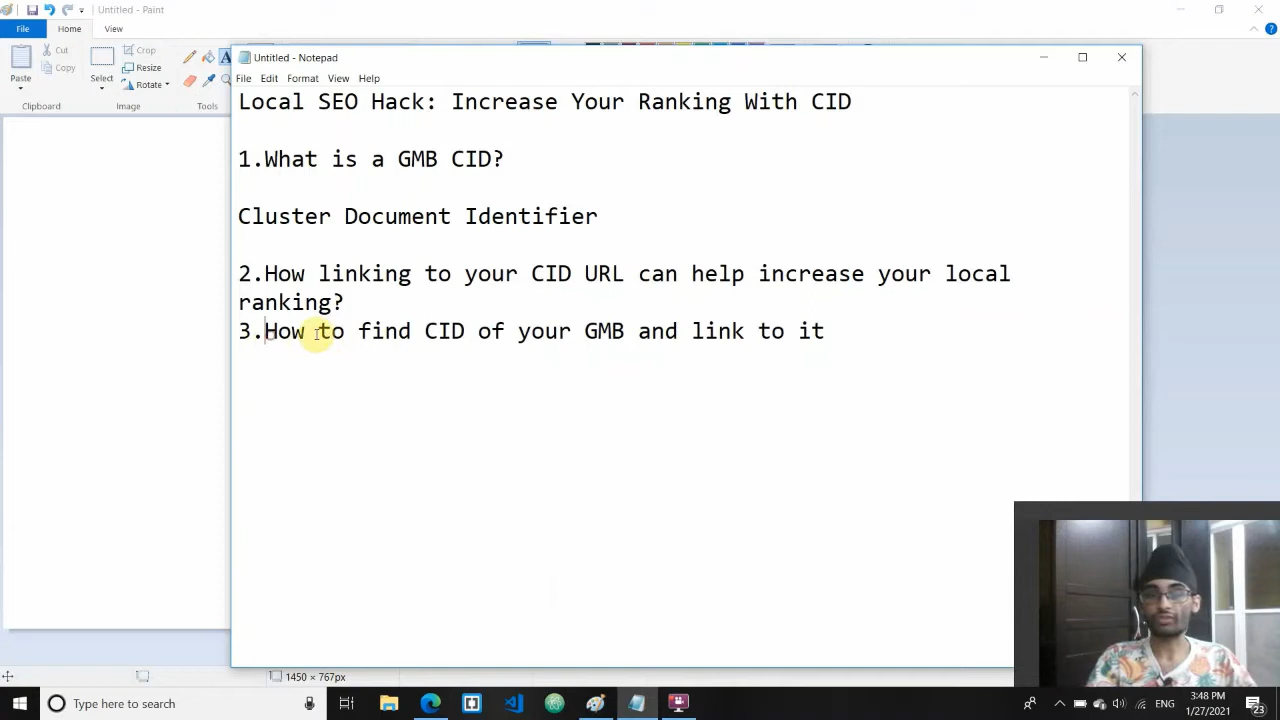 Untitled - Paint
File
Home
View
Paste
Cut
Copy
Clipboard
Select
Crop
Resize
Rotate
Image
Tools
Untitled - Notepad
File Edit Format View Help
Local SEO Hack: Increase Your Ranking With CID
1.What is a GMB CID?
Cluster Document Identifier
2.How linking to your CID URL can help increase your local
ranking?
3.How to find CID of your GMB and link to it
1450 × 767px
Type here to search
ENG
3:48 PM
1/27/2021
23